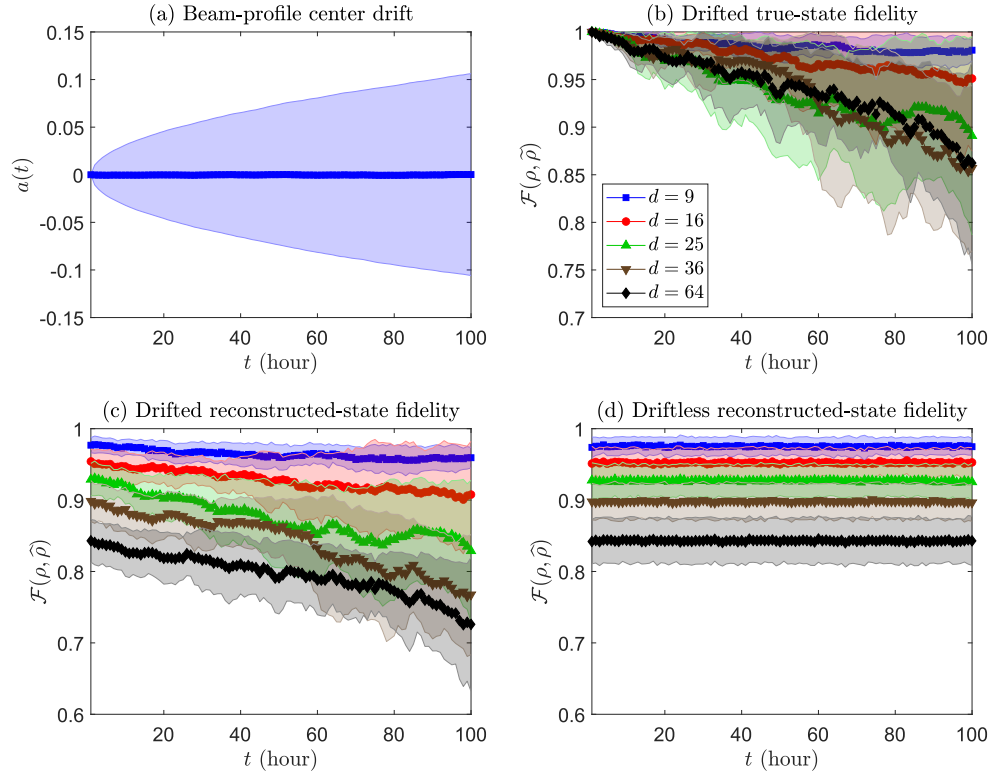 (a) Beam-profile center drift
0.15
0.1
0.05
0
-0.05
-0.1
-0.15
a(t)
20 40 60 80 100
t (hour)
(b) Drifted true-state fidelity
1
0.95
0.9
0.85
0.8
0.75
0.7
F(ρ, ρ̃)
d = 9
d = 16
d = 25
d = 36
d = 64
20 40 60 80 100
t (hour)
(c) Drifted reconstructed-state fidelity
1
0.9
0.8
0.7
0.6
F(ρ, ρ̂)
20 40 60 80 100
t (hour)
(d) Driftless reconstructed-state fidelity
1
0.9
0.8
0.7
0.6
F(ρ, ρ̂)
20 40 60 80 100
t (hour)